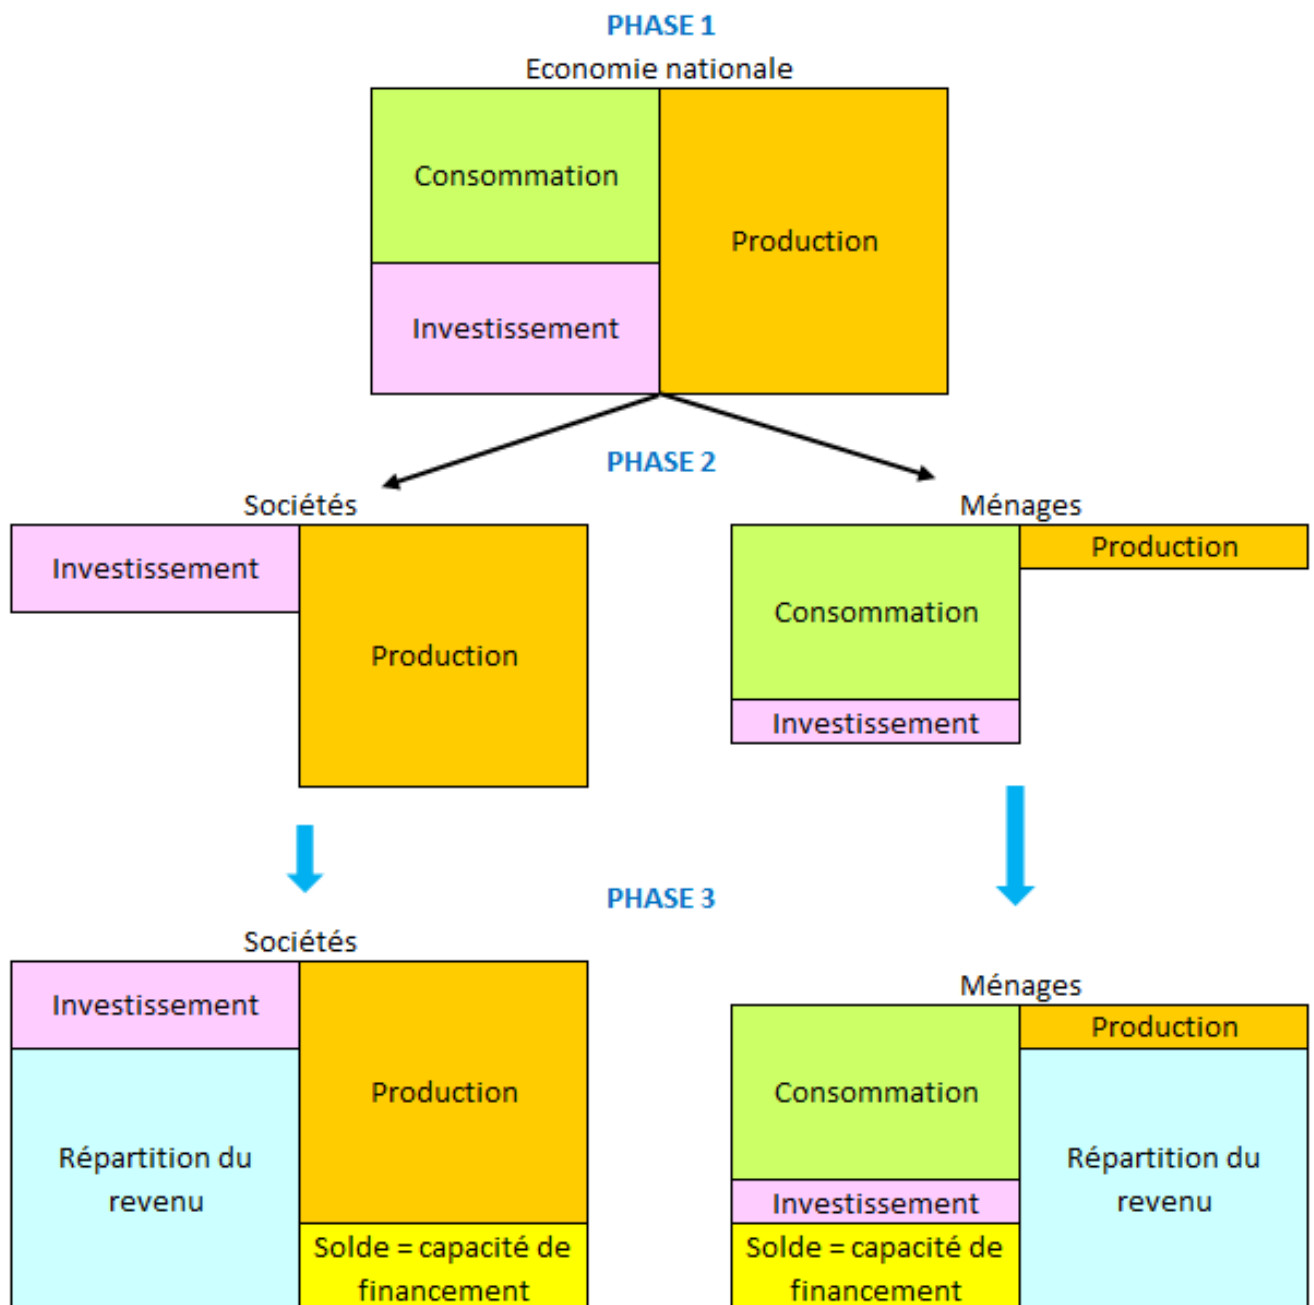 PHASE 1
Economie nationale
Consommation
Production
Investissement
PHASE 2
Sociétés
Ménages
Investissement
Production
Production
Consommation
Investissement
PHASE 3
Sociétés
Investissement
Production
Répartition du
revenu
Solde = capacité de
financement
Ménages
Consommation
Production
Investissement
Répartition du
revenu
Solde = capacité de
financement